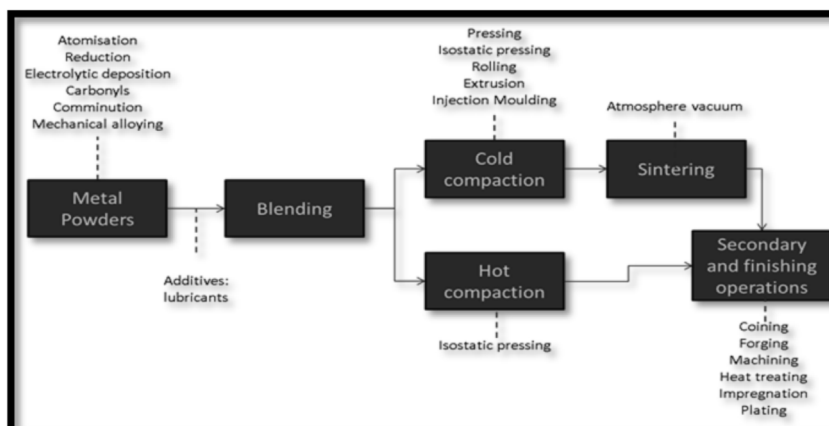 Atomisation
Reduction
Electrolytic deposition
Carbonyls
Comminution
Mechanical alloying
Pressing
Isostatic pressing
Rolling
Extrusion
Injection Moulding
Atmosphere vacuum
Metal
Powders
Blending
Cold
compaction
Sintering
Additives:
lubricants
Hot
compaction
Secondary
and finishing
operations
Isostatic pressing
Coining
Forging
Machining
Heat treating
Impregnation
Plating